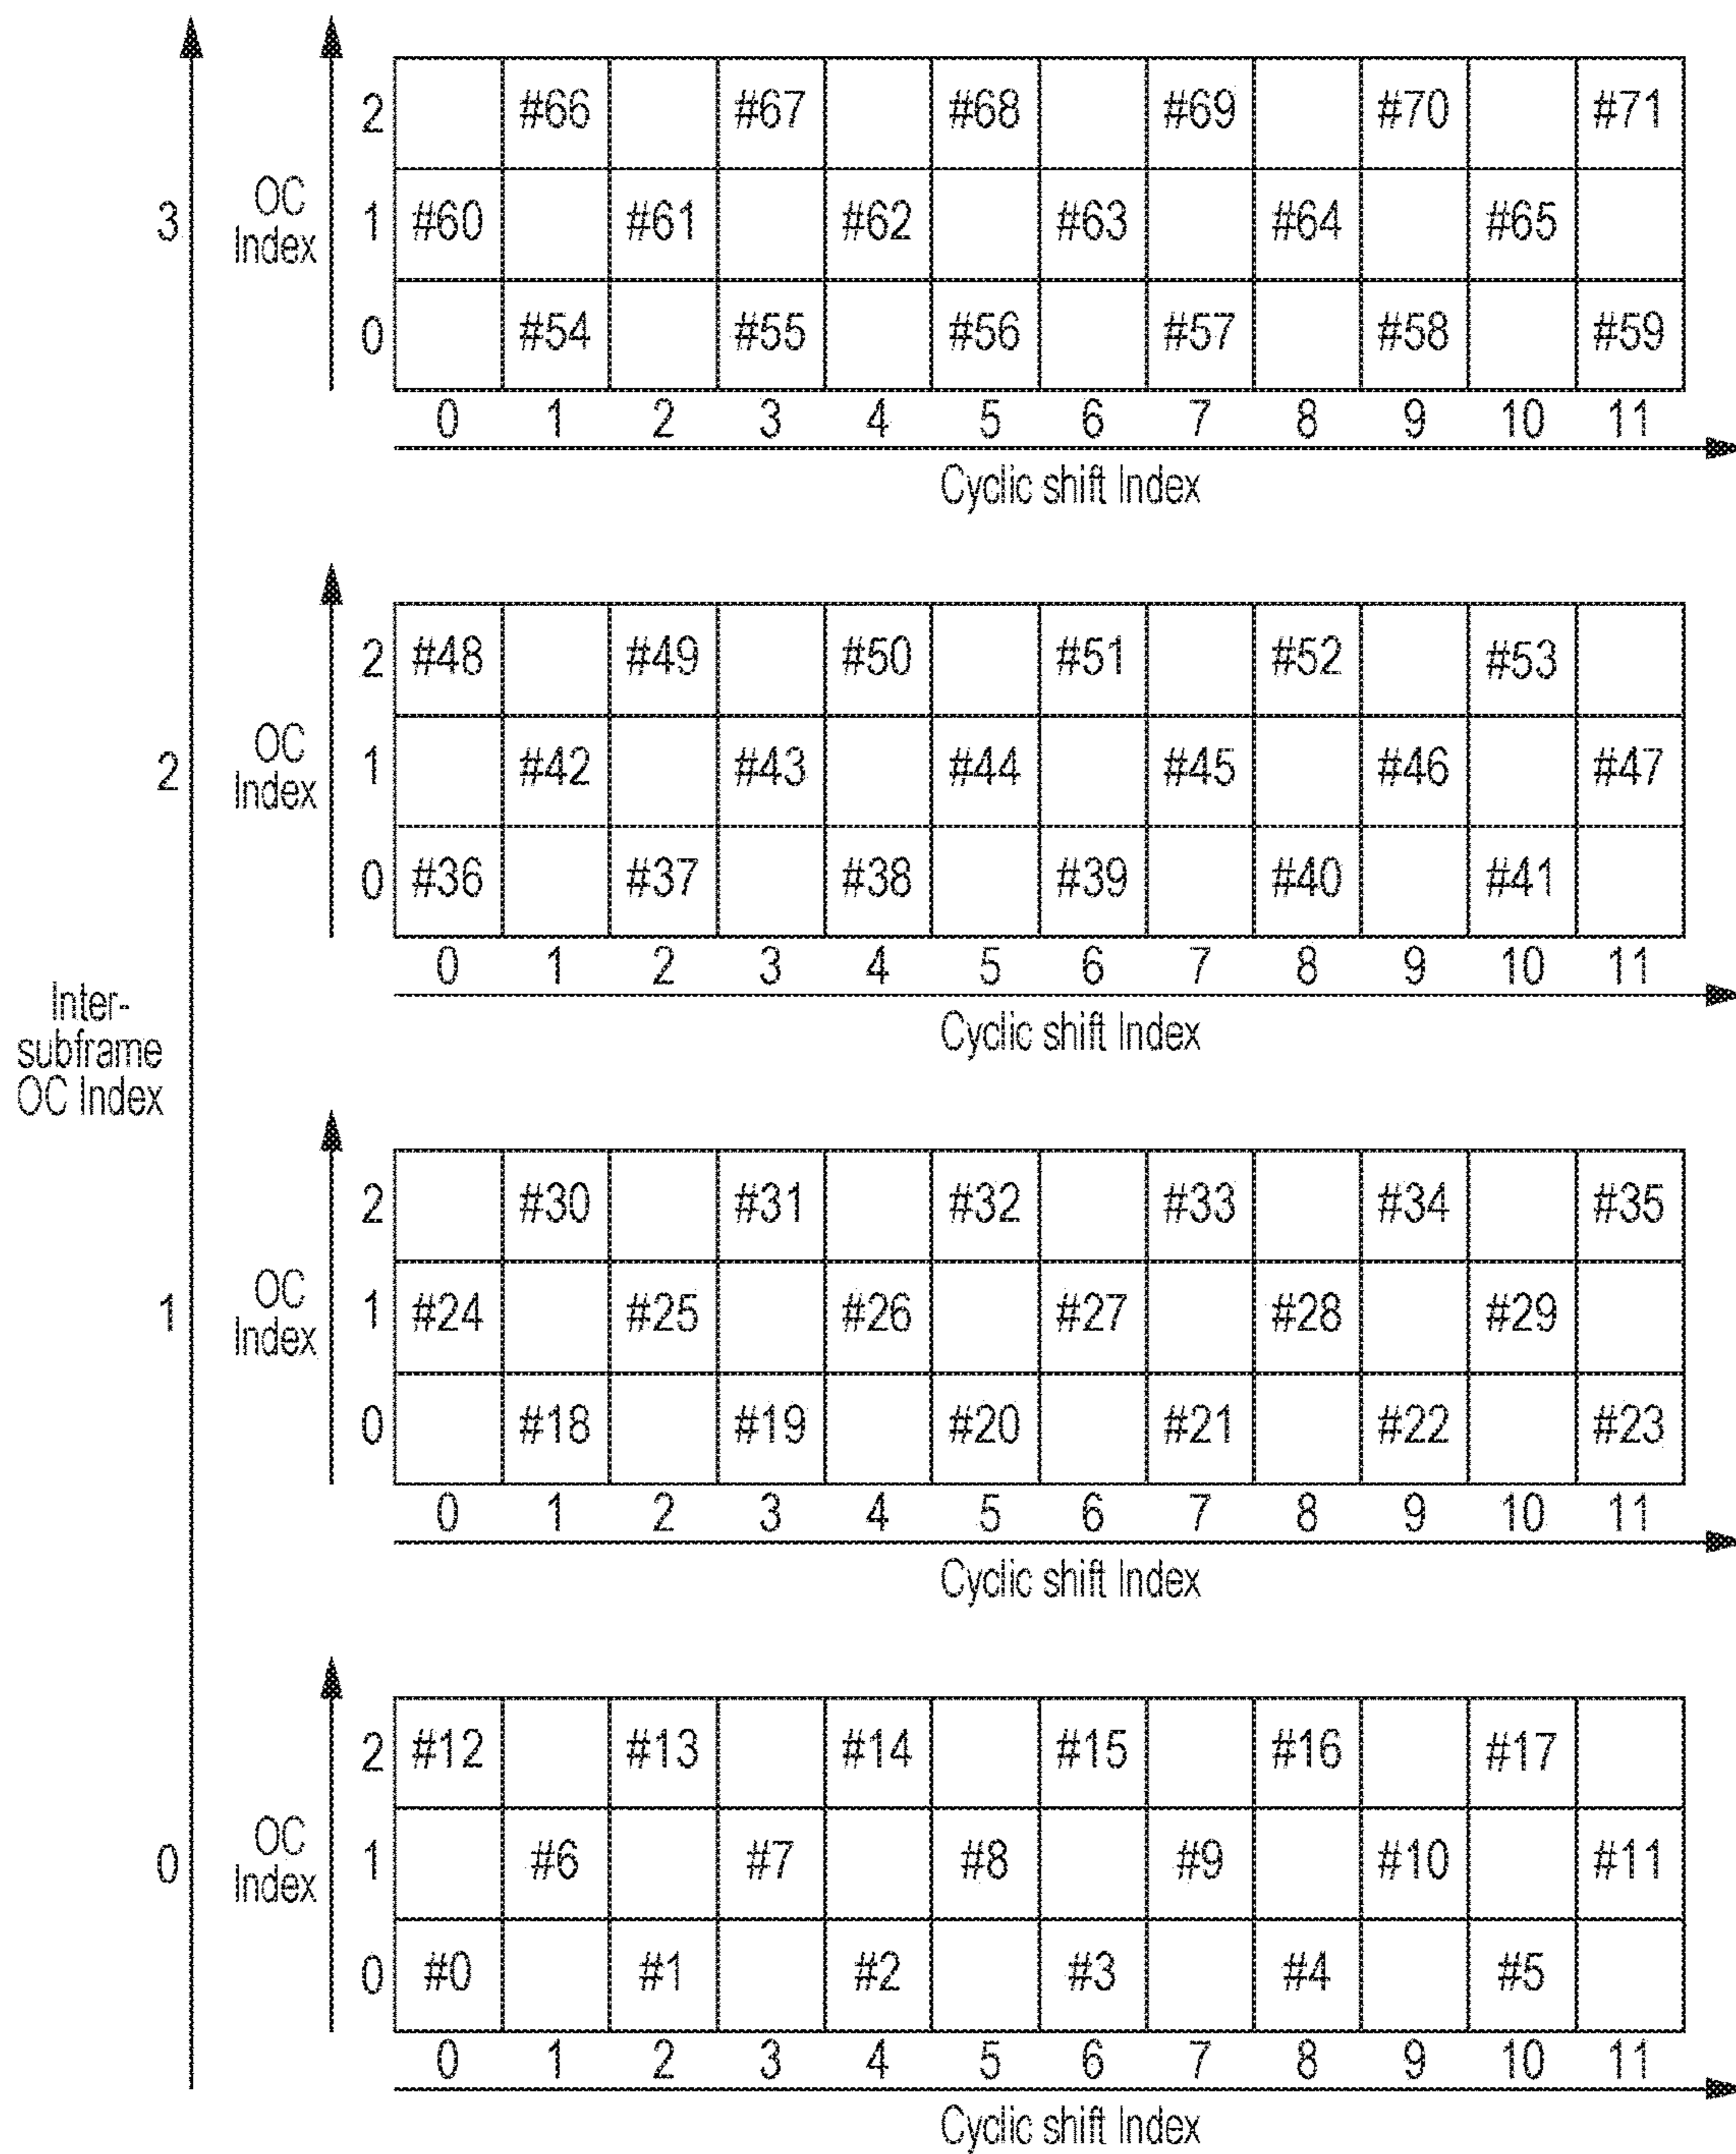 2 #66 #67 #68 #69 #70 #71
3
OC
Index
1 #60 #61 #62 #63 #64 #65
0 #54 #55 #56 #57 #58 #59
0 1 2 3 4 5 6 7 8 9 10 11
Cyclic shift Index
2 #48 #49 #50 #51 #52 #53
2
OC
Index
1 #42 #43 #44 #45 #46 #47
0 #36 #37 #38 #39 #40 #41
0 1 2 3 4 5 6 7 8 9 10 11
Cyclic shift Index
Inter-
subframe
OC Index
2 #30 #31 #32 #33 #34 #35
1
OC
Index
1 #24 #25 #26 #27 #28 #29
0 #18 #19 #20 #21 #22 #23
0 1 2 3 4 5 6 7 8 9 10 11
Cyclic shift Index
2 #12 #13 #14 #15 #16 #17
0
OC
Index
1 #6 #7 #8 #9 #10 #11
0 #0 #1 #2 #3 #4 #5
0 1 2 3 4 5 6 7 8 9 10 11
Cyclic shift Index